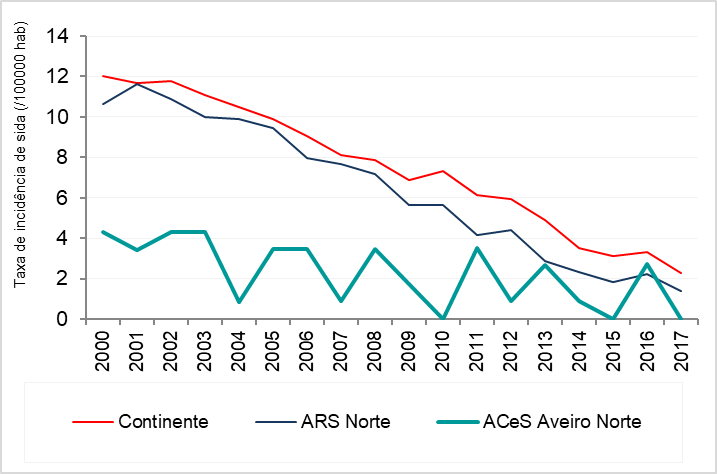 Taxa de incidência de sida (/100000 hab)
14
12
10
8
6
4
2
0
2000 2001 2002 2003 2004 2005 2006 2007 2008 2009 2010 2011 2012 2013 2014 2015 2016 2017
Continente ARS Norte ACeS Aveiro Norte